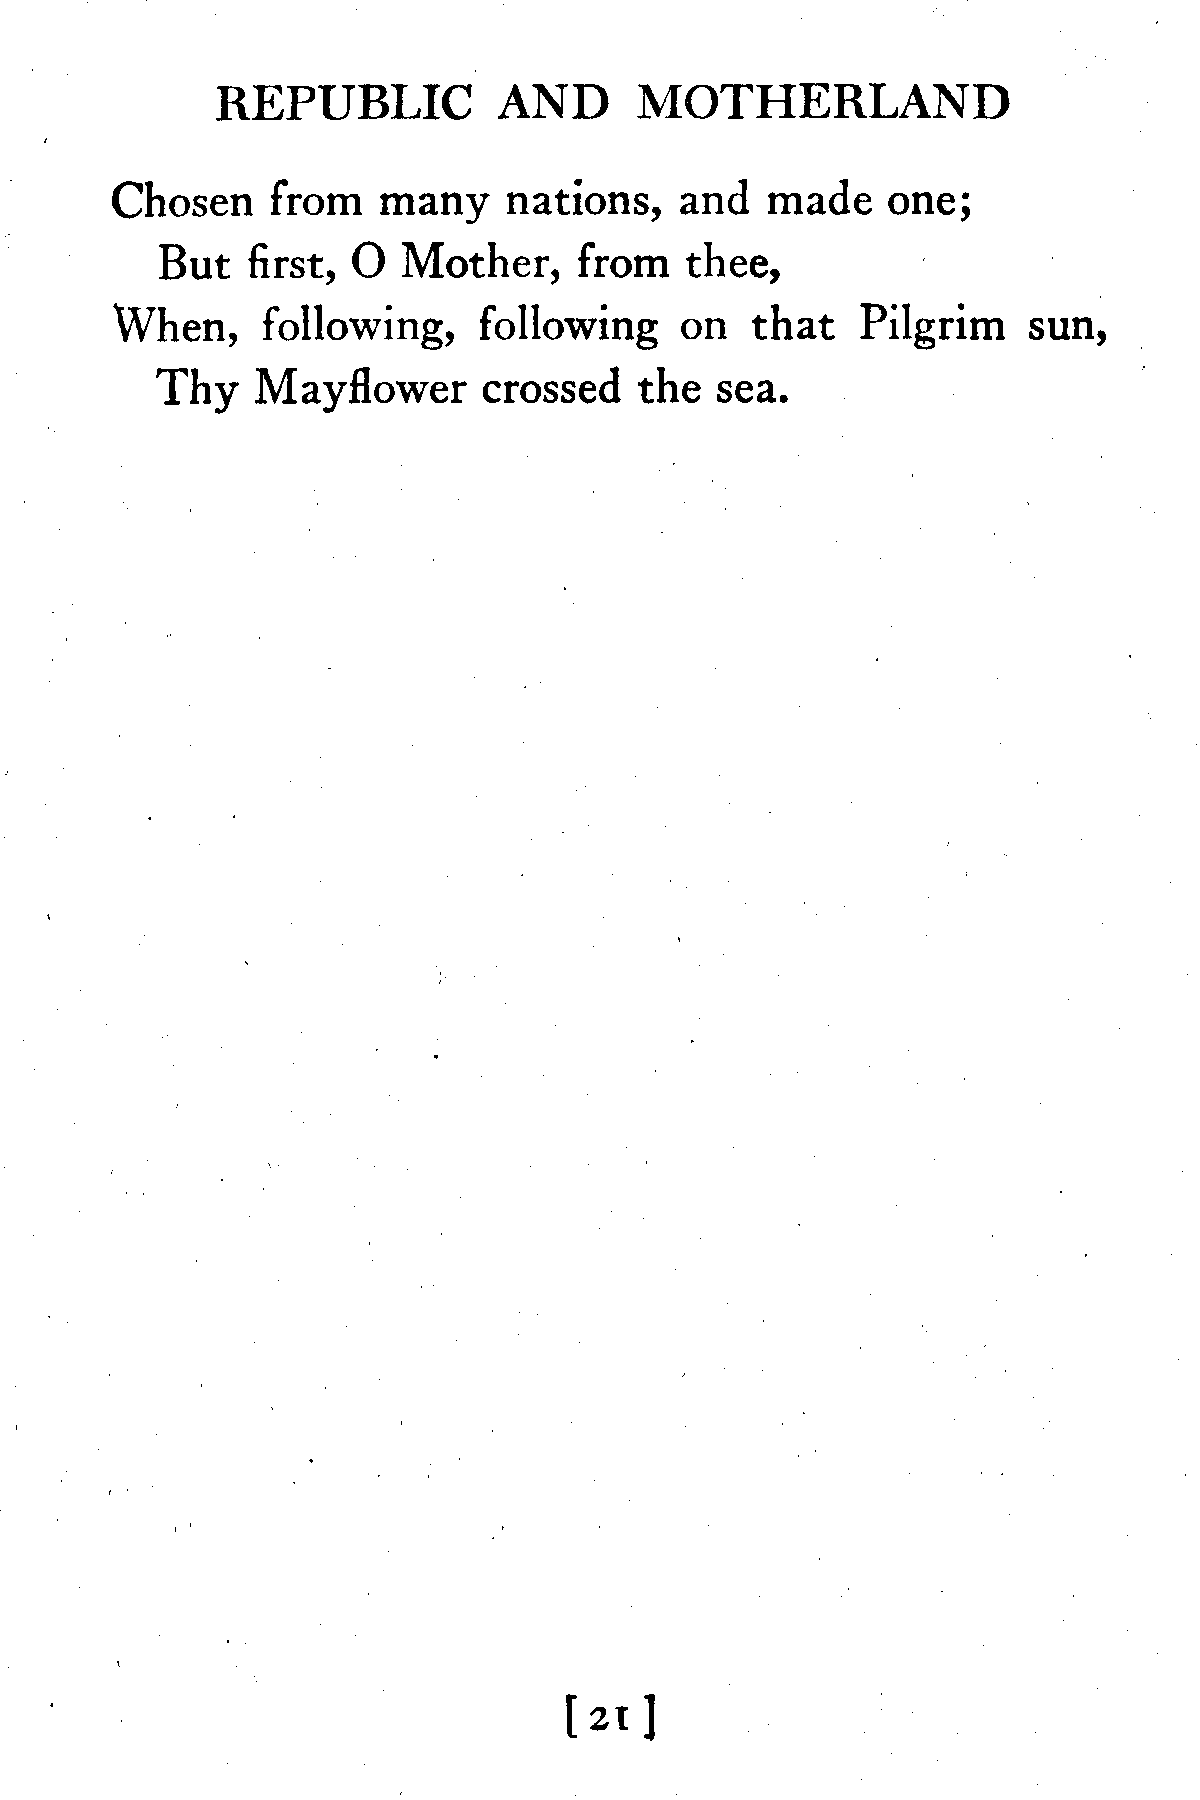 REPUBLIC AND MOTHERLAND
Chosen from many nations, and made one;
But first, O Mother, from thee,
When, following, following on that Pilgrim sun,
Thy Mayflower crossed the sea.
[ 21 ]